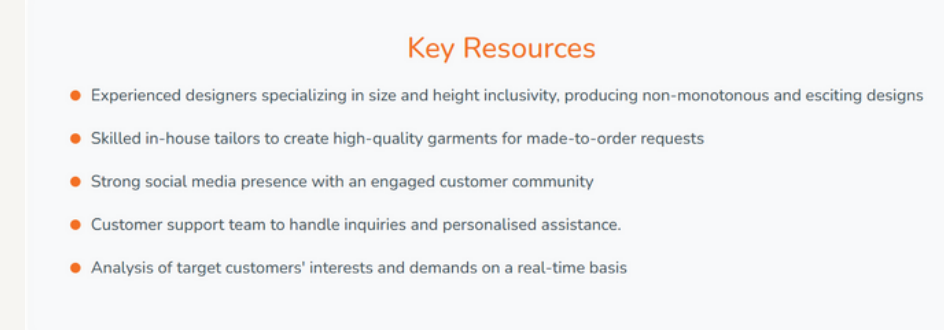 Key Resources
Experienced designers specializing in size and height inclusivity, producing non-monotonous and esciting designs
Skilled in-house tailors to create high-quality garments for made-to-order requests
Strong social media presence with an engaged customer community
Customer support team to handle inquiries and personalised assistance.
Analysis of target customers' interests and demands on a real-time basis